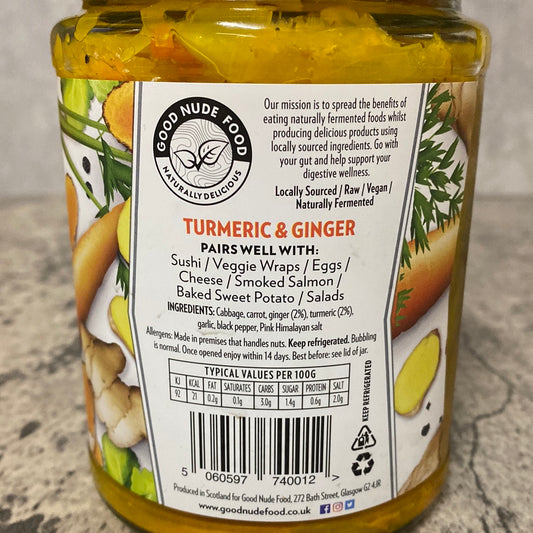 GOOD NUDE FOOD
NATURALLY DELICIOUS
Our mission is to spread the benefits of
eating naturally fermented foods whilst
producing delicious products using
locally sourced ingredients. Go with
your gut and help support your
digestive wellness.
Locally Sourced / Raw / Vegan /
Naturally Fermented
TURMERIC & GINGER
PAIRS WELL WITH:
Sushi / Veggie Wraps / Eggs /
Cheese / Smoked Salmon /
Baked Sweet Potato / Salads
INGREDIENTS: Cabbage, carrot, ginger (2%), turmeric (2%),
garlic, black pepper, Pink Himalayan salt
Allergens: Made in premises that handles nuts. Keep refrigerated. Bubbling
is normal. Once opened enjoy within 14 days. Best before: see lid of jar.
TYPICAL VALUES PER 100G
KJ KCAL FAT SATURATES CARBS SUGAR PROTEIN SALT
92 21 0.2g 0.1g 3.0g 1.4g 0.6g 2.0g
KEEP REFRIGERATED
5 060597 740012 >
Produced in Scotland for Good Nude Food, 272 Bath Street, Glasgow G2 4JR
www.goodnudefood.co.uk